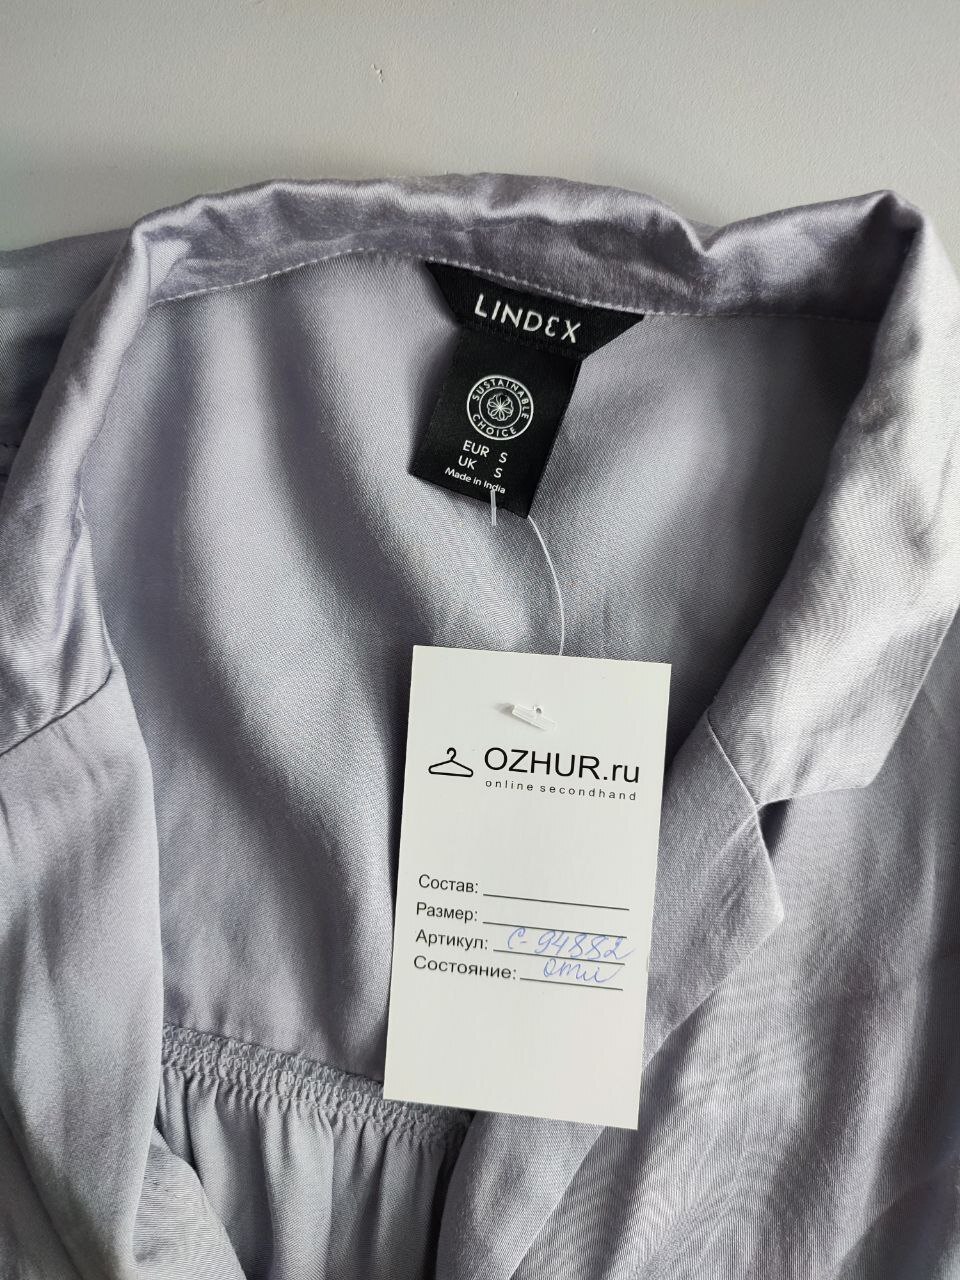 LINDEX
SUSTAINABLE
CHOICE
EUR S
UK S
Made in India
OZHUR.ru
online secondhand
Состав:
Размер:
Артикул: С-94882
Состояние: отл